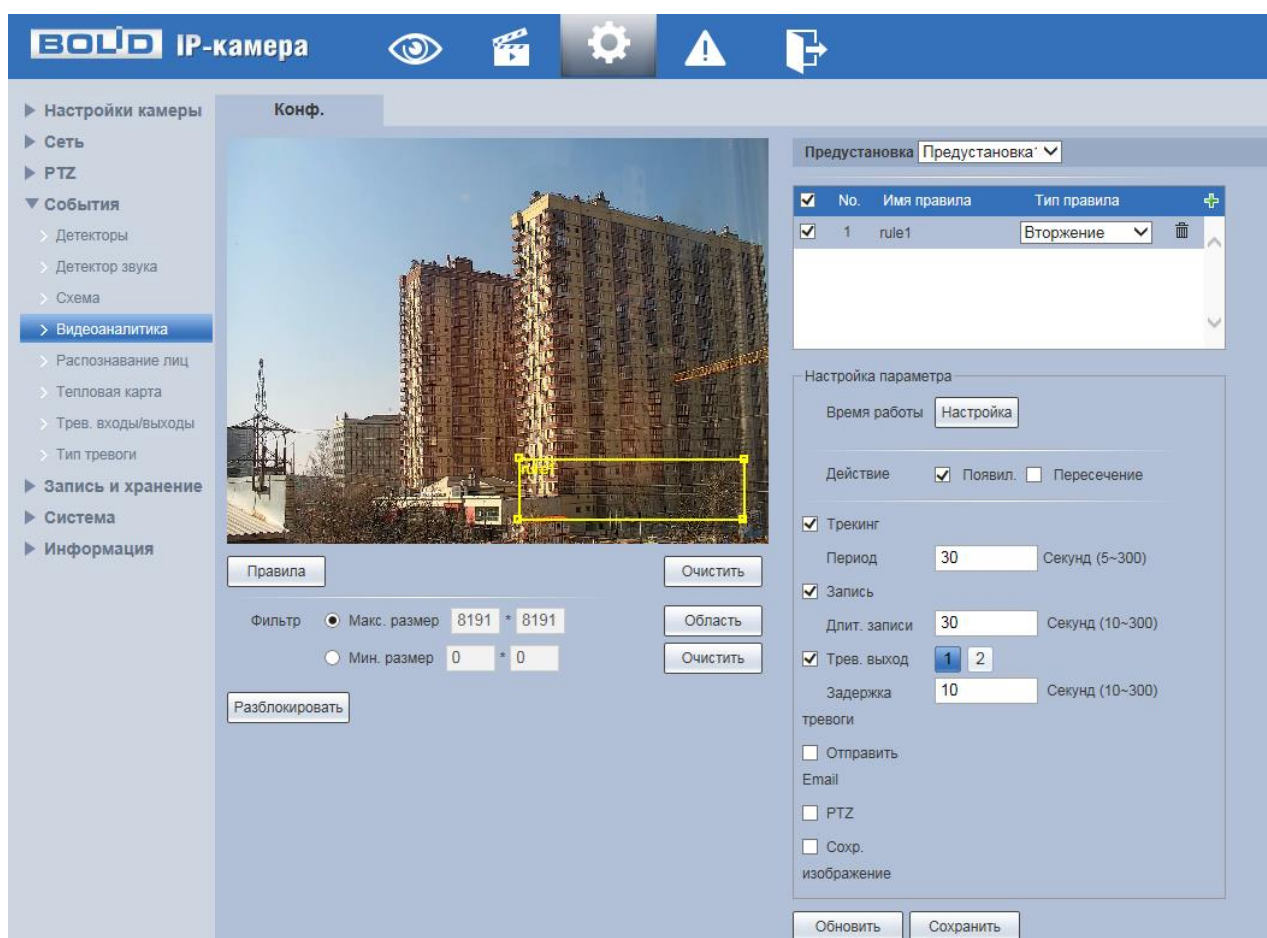 BOLID IP-камера
Настройки камеры
Сеть
PTZ
События
Детекторы
Детектор звука
Схема
Видеоаналитика
Распознавание лиц
Тепловая карта
Трев. входы/выходы
Тип тревоги
Запись и хранение
Система
Информация
Конф.
rule1
Правила
Очистить
Фильтр Макс. размер 8191 * 8191 Область
Мин. размер 0 * 0 Очистить
Разблокировать
Предустановка Предустановка1
No. Имя правила Тип правила
1 rule1 Вторжение
Настройка параметра
Время работы Настройка
Действие Появил. Пересечение
Трекинг
Период 30 Секунд (5~300)
Запись
Длит. записи 30 Секунд (10~300)
Трев. выход 1 2
Задержка 10 Секунд (10~300)
тревоги
Отправить
Email
PTZ
Сохр.
изображение
Обновить Сохранить